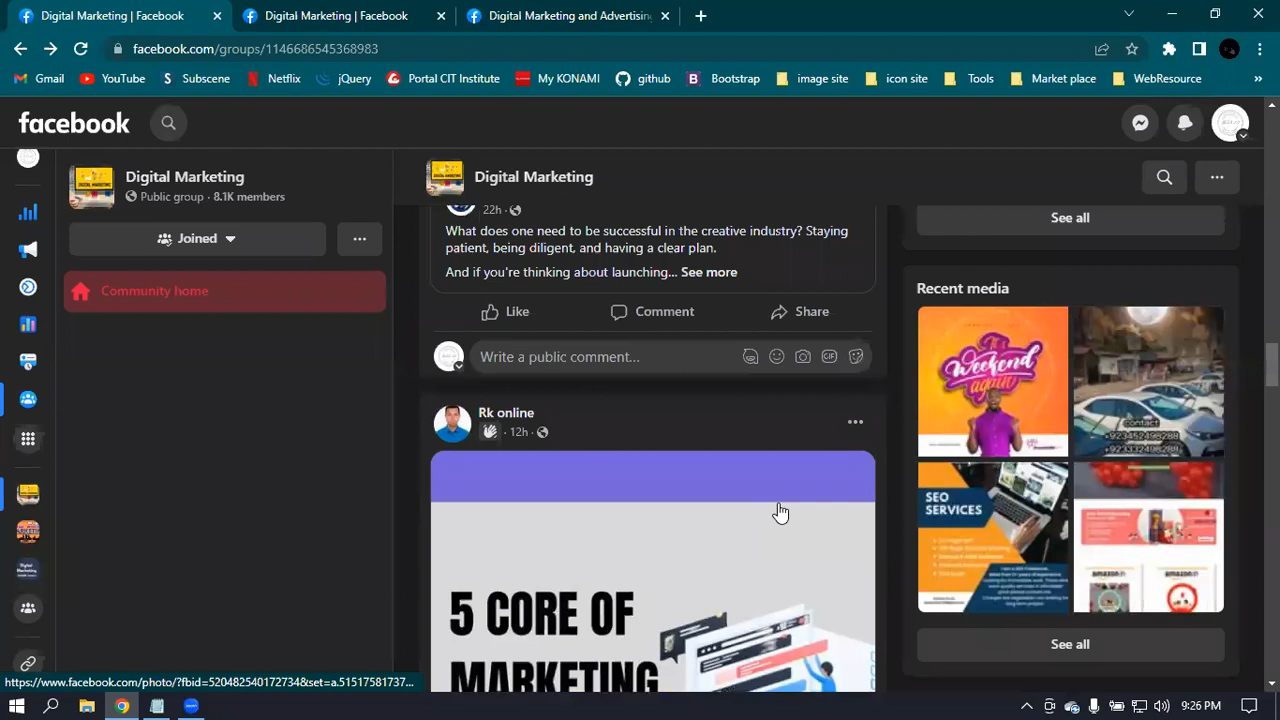 Digital Marketing | Facebook
Digital Marketing | Facebook
Digital Marketing and Advertising
facebook.com/groups/1146686545368983
Gmail
YouTube
Subscene
Netflix
jQuery
Portal CIT Institute
My KONAMI
github
Bootstrap
image site
icon site
Tools
Market place
WebResource
facebook
Digital Marketing
Public group · 8.1K members
Joined
Community home
Digital Marketing
22h ·
What does one need to be successful in the creative industry? Staying
patient, being diligent, and having a clear plan.
And if you're thinking about launching... See more
Like
Comment
Share
Write a public comment...
GIF
Rk online
· 12h ·
5 CORE OF
MARKETING
See all
Recent media
Weekend
again
contact
+923452498288
+923332498288
SEO
SERVICES
See all
https://www.facebook.com/photo/?fbid=520482540172734&set=a.51517581737...
9:26 PM